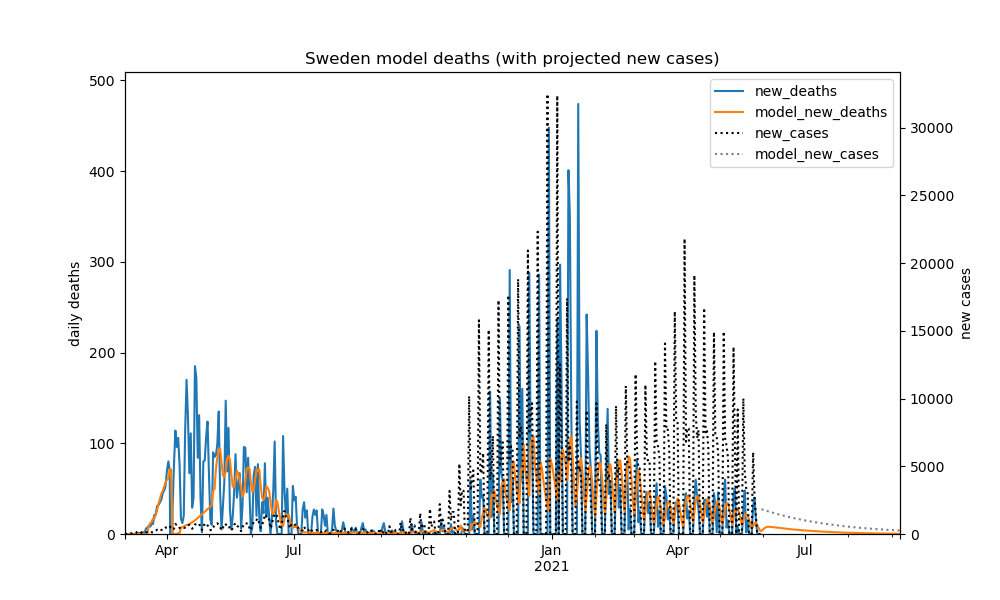 Sweden model deaths (with projected new cases)
new_deaths
model_new_deaths
new_cases
model_new_cases
500
400
300
200
100
0
daily deaths
30000
25000
20000
15000
10000
5000
0
new cases
Apr
Jul
Oct
Jan
2021
Apr
Jul